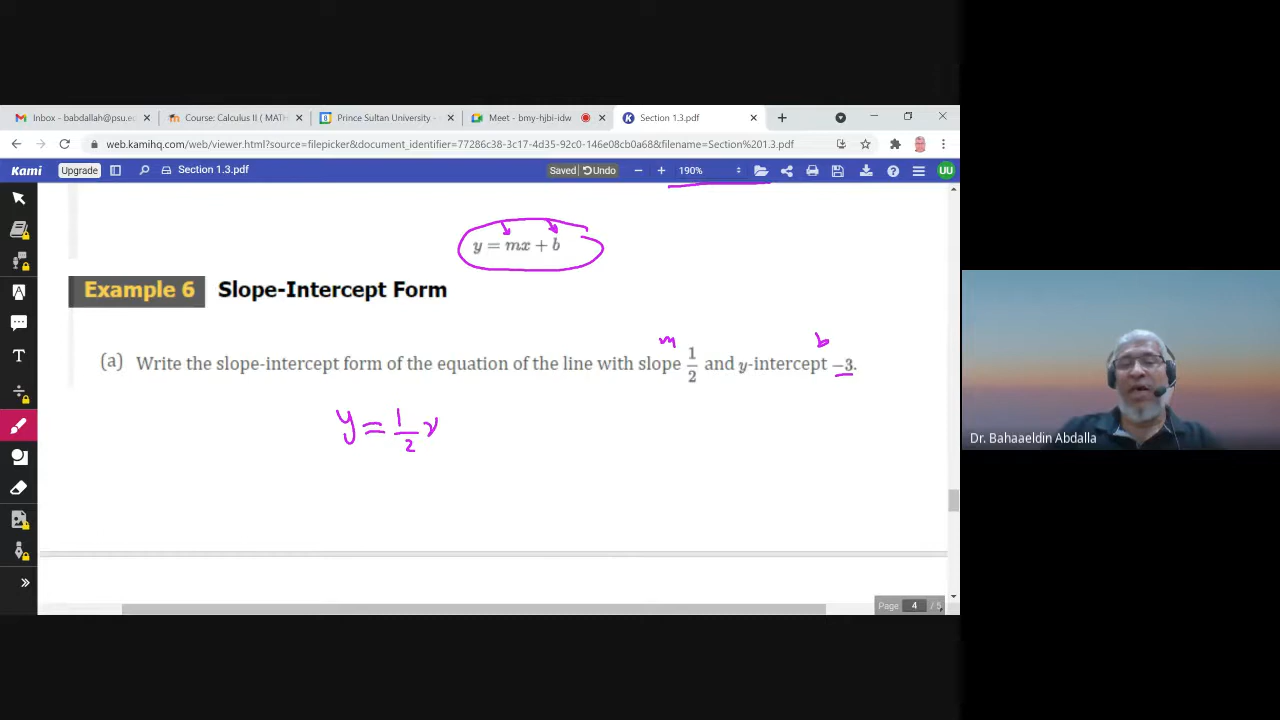 Inbox - babdallah@psu.e
Course: Calculus II ( MAT
Prince Sultan University -
Meet - bmy-hjbi-idw
Section 1.3.pdf
web.kamihq.com/web/viewer.html?source=filepicker&document_identifier=77286c38-3c17-4d35-92c0-146e08cb0a68&filename=Section%201.3.pdf
Kami Upgrade Section 1.3.pdf Saved Undo 190% UU
y = mx + b
Example 6 Slope-Intercept Form
m b
(a) Write the slope-intercept form of the equation of the line with slope 1/2 and y-intercept −3.
y = 1/2 x
Dr. Bahaaeldin Abdalla
Page 4 / 5